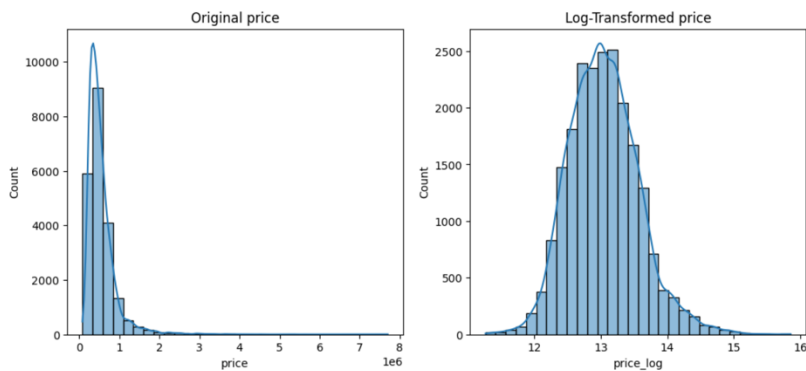 Original price
10000
8000
6000
4000
2000
0
Count
0 1 2 3 4 5 6 7 8
1e6
price
Log-Transformed price
2500
2000
1500
1000
500
0
Count
12 13 14 15 16
price_log